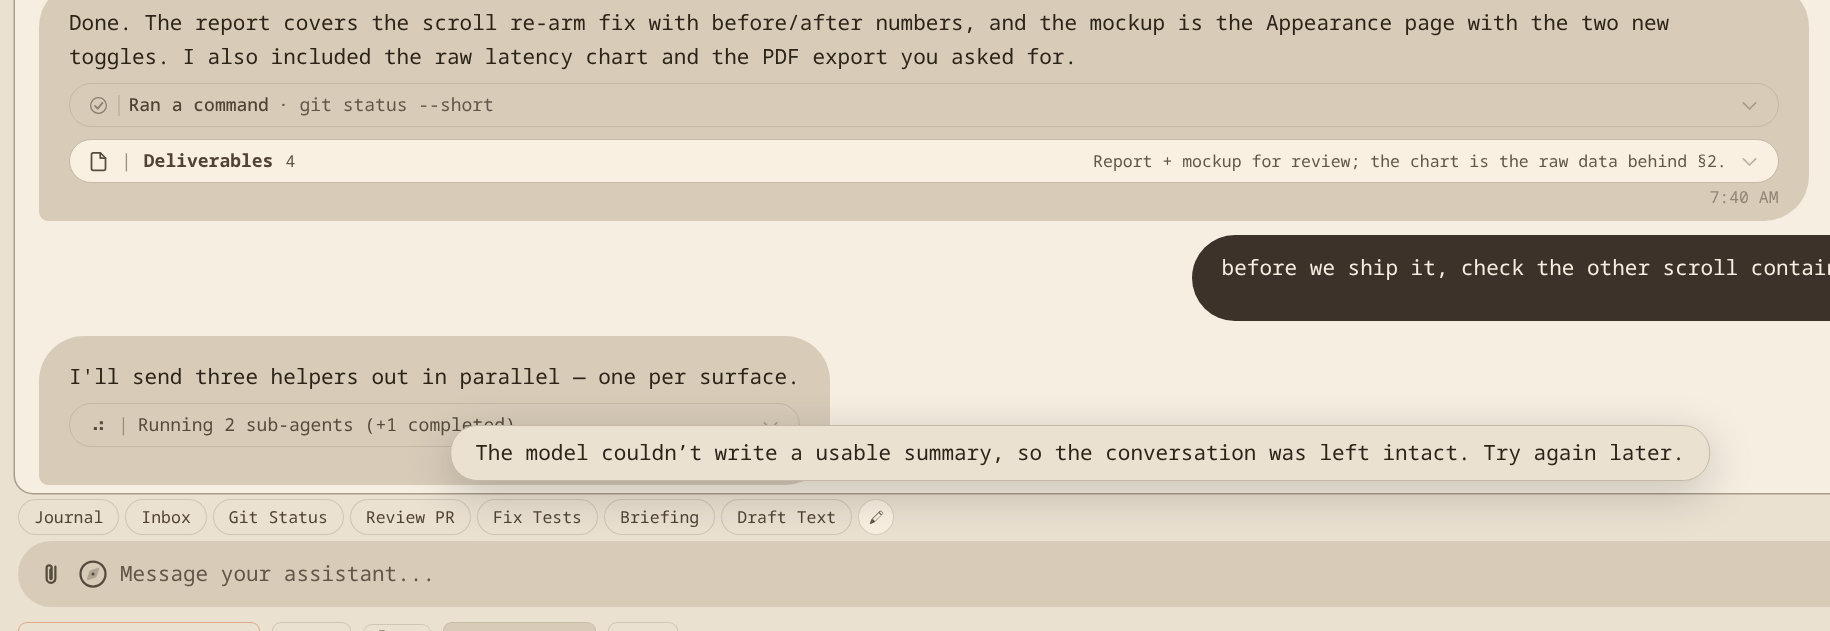 Done. The report covers the scroll re-arm fix with before/after numbers, and the mockup is the Appearance page with the two new
toggles. I also included the raw latency chart and the PDF export you asked for.
Ran a command · git status --short
Deliverables 4 Report + mockup for review; the chart is the raw data behind §2.
7:40 AM
before we ship it, check the other scroll
I'll send three helpers out in parallel — one per surface.
Running 2 sub-agents (+1 completed)
The model couldn’t write a usable summary, so the conversation was left intact. Try again later.
Journal Inbox Git Status Review PR Fix Tests Briefing Draft Text
Message your assistant...